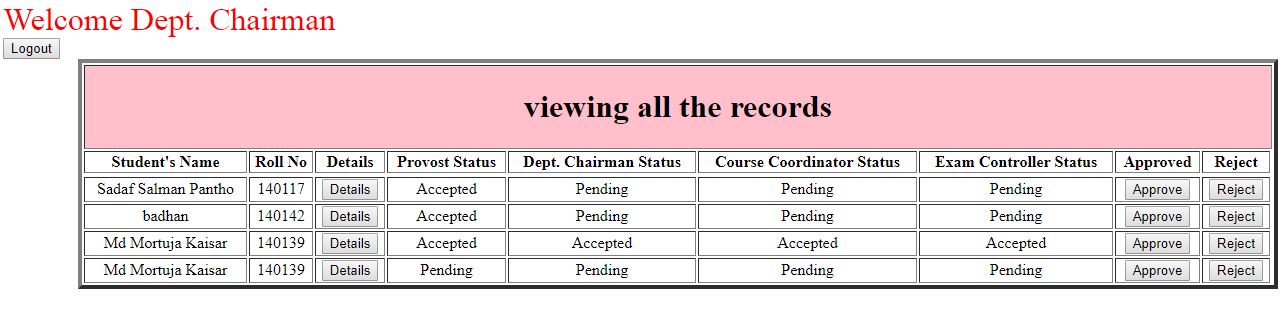 Welcome Dept. Chairman
Logout
viewing all the records
Student's Name Roll No Details Provost Status Dept. Chairman Status Course Coordinator Status Exam Controller Status Approved Reject
Sadaf Salman Pantho 140117 Details Accepted Pending Pending Pending Approve Reject
badhan 140142 Details Accepted Pending Pending Pending Approve Reject
Md Mortuja Kaisar 140139 Details Accepted Accepted Accepted Accepted Approve Reject
Md Mortuja Kaisar 140139 Details Pending Pending Pending Pending Approve Reject